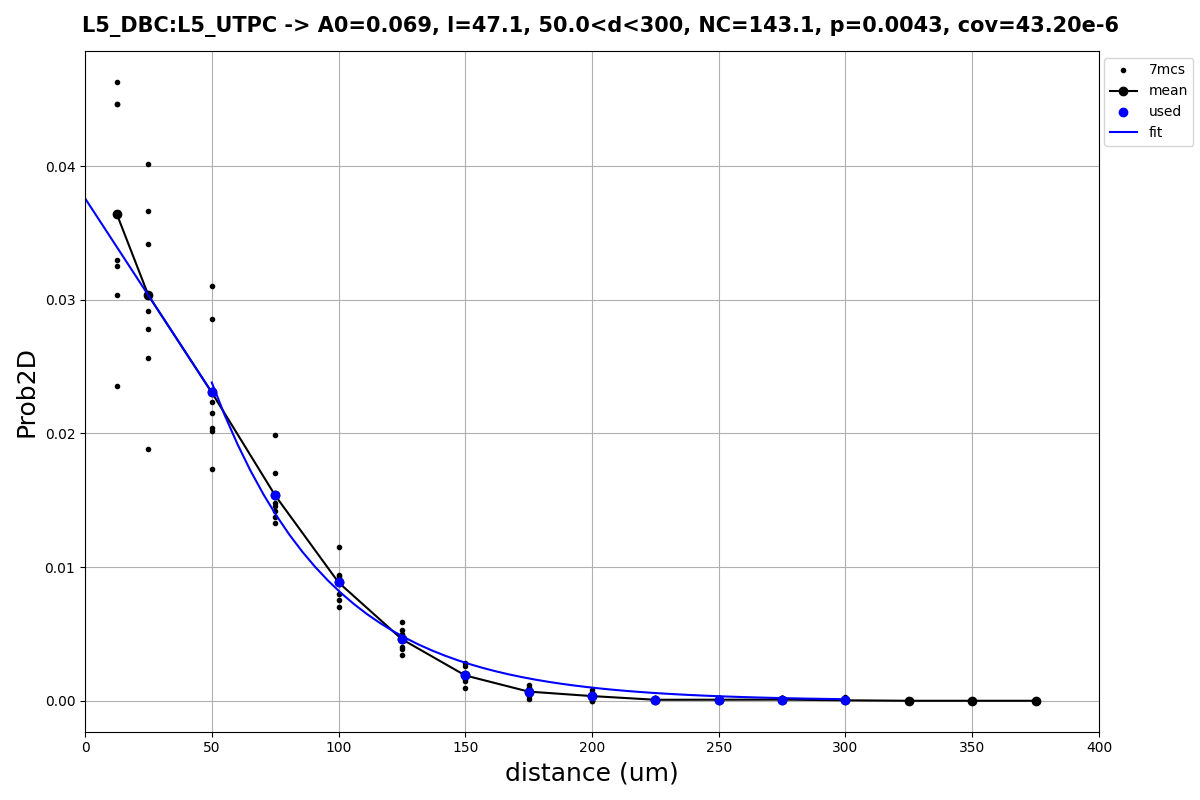 L5_DBC:L5_UTPC -> A0=0.069, l=47.1, 50.0<d<300, NC=143.1, p=0.0043, cov=43.20e-6
7mcs
mean
used
fit
0.04
0.03
0.02
0.01
0.00
Prob2D
0 50 100 150 200 250 300 350 400
distance (um)